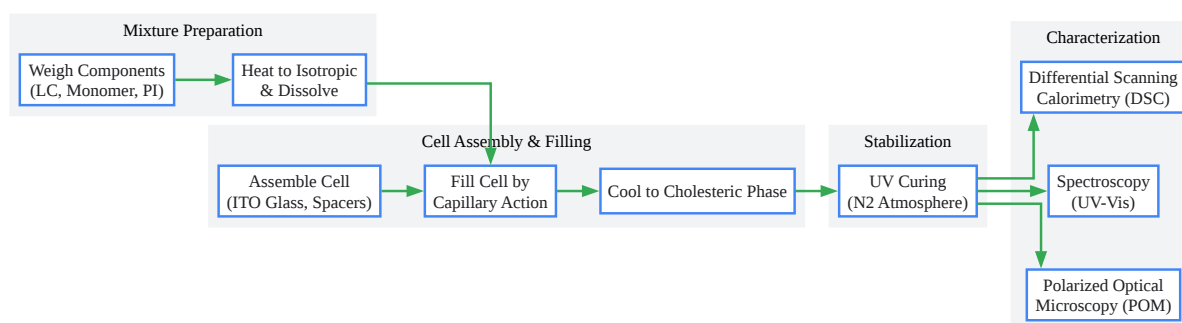 Mixture Preparation
Weigh Components
(LC, Monomer, PI)
Heat to Isotropic
& Dissolve
Cell Assembly & Filling
Assemble Cell
(ITO Glass, Spacers)
Fill Cell by
Capillary Action
Cool to Cholesteric Phase
Stabilization
UV Curing
(N2 Atmosphere)
Characterization
Differential Scanning
Calorimetry (DSC)
Spectroscopy
(UV-Vis)
Polarized Optical
Microscopy (POM)